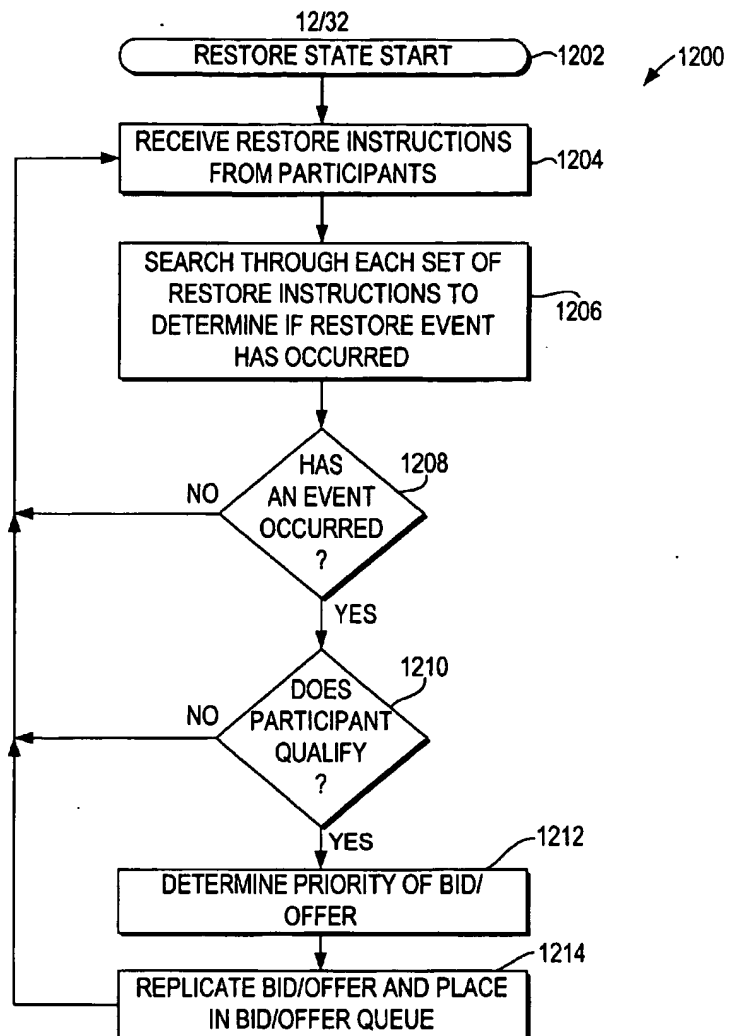 12/32
RESTORE STATE START
1202
1200
RECEIVE RESTORE INSTRUCTIONS
FROM PARTICIPANTS
1204
SEARCH THROUGH EACH SET OF
RESTORE INSTRUCTIONS TO
DETERMINE IF RESTORE EVENT
HAS OCCURRED
1206
HAS
AN EVENT
OCCURRED
?
1208
NO
YES
DOES
PARTICIPANT
QUALIFY
?
1210
NO
YES
DETERMINE PRIORITY OF BID/
OFFER
1212
REPLICATE BID/OFFER AND PLACE
IN BID/OFFER QUEUE
1214